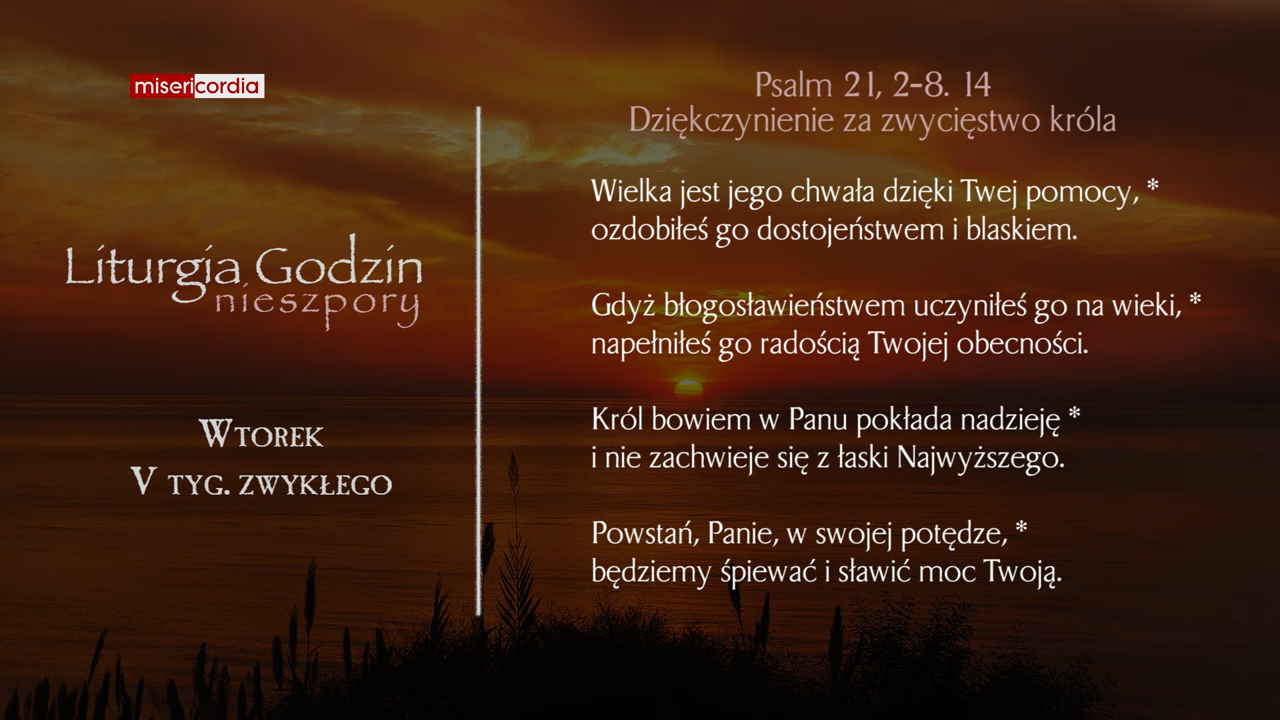 misericordia
Liturgia Godzin
nieszpory
Wtorek
V tyg. zwykłego
Psalm 21, 2-8. 14
Dziękczynienie za zwycięstwo króla
Wielka jest jego chwała dzięki Twej pomocy, *
ozdobiłeś go dostojeństwem i blaskiem.
Gdyż błogosławieństwem uczyniłeś go na wieki, *
napełniłeś go radością Twojej obecności.
Król bowiem w Panu pokłada nadzieję *
i nie zachwieje się z łaski Najwyższego.
Powstań, Panie, w swojej potędze, *
będziemy śpiewać i sławić moc Twoją.